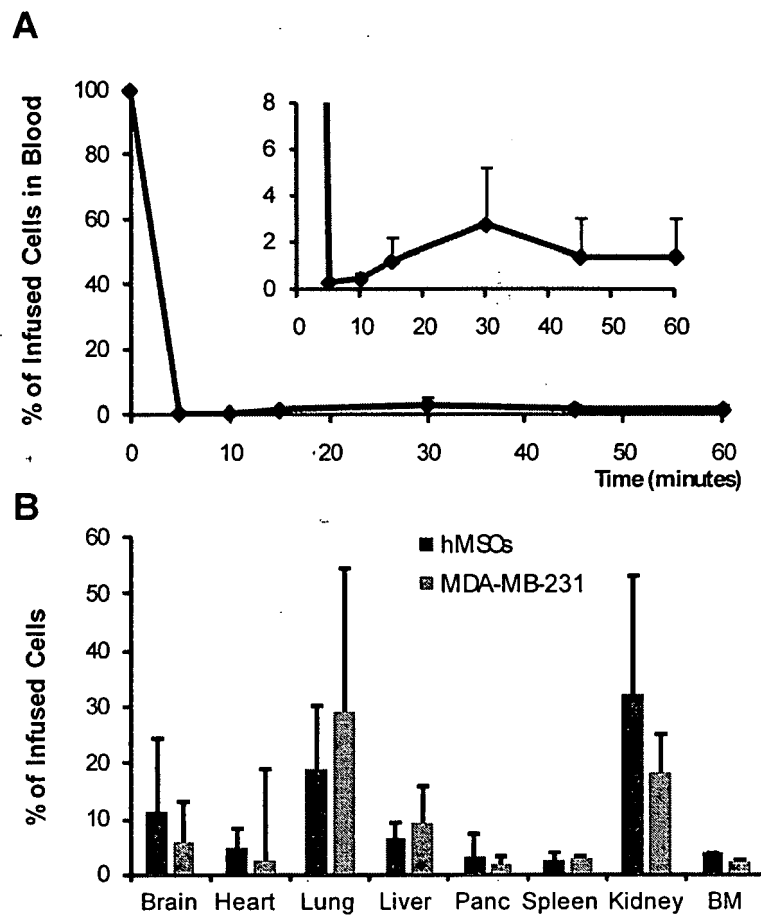 A
% of Infused Cells in Blood
100
80
60
40
20
0
0 10 20 30 40 50 60
8
6
4
2
0
0 10 20 30 40 50 60
Time (minutes)
B
% of Infused Cells
60
50
40
30
20
10
0
hMSCs
MDA-MB-231
Brain Heart Lung Liver Panc Spleen Kidney BM